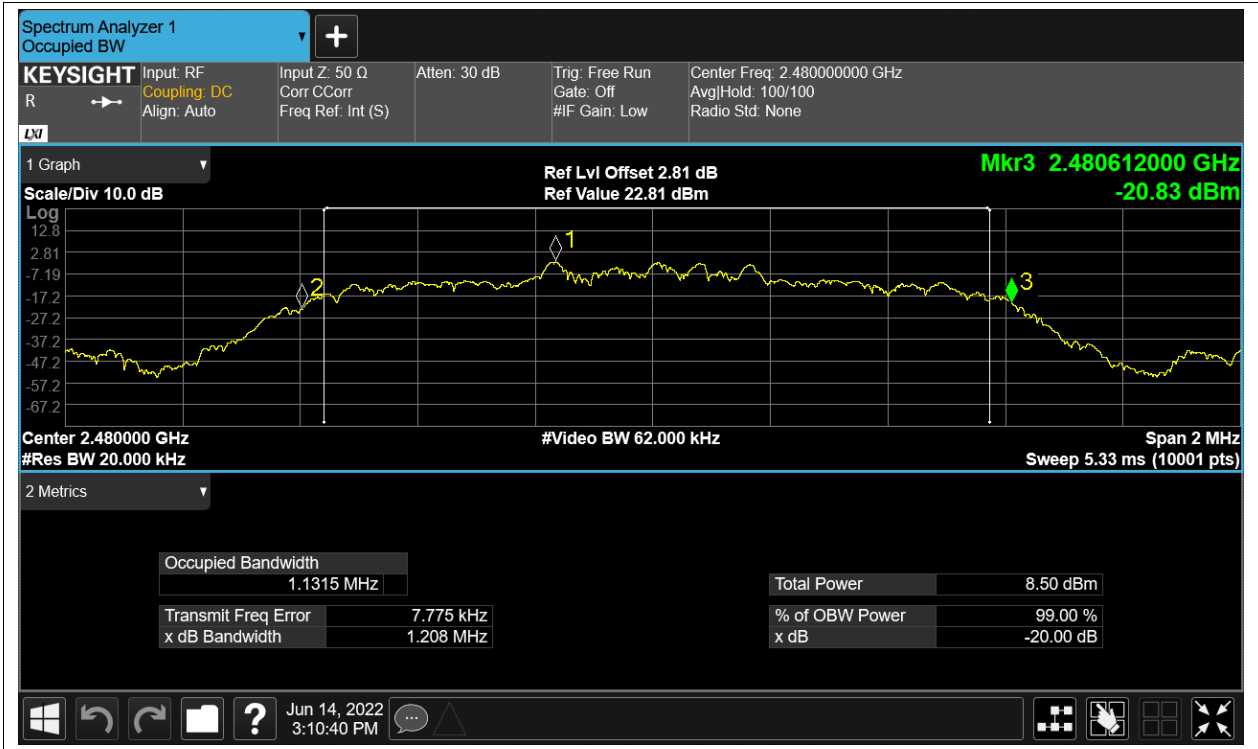 Spectrum Analyzer 1
Occupied BW
+
KEYSIGHT
R
LXI
Input: RF
Coupling: DC
Align: Auto
Input Z: 50 Ω
Corr CCorr
Freq Ref: Int (S)
Atten: 30 dB
Trig: Free Run
Gate: Off
#IF Gain: Low
Center Freq: 2.480000000 GHz
Avg|Hold: 100/100
Radio Std: None
1 Graph
Scale/Div 10.0 dB
Ref Lvl Offset 2.81 dB
Ref Value 22.81 dBm
Mkr3 2.480612000 GHz
-20.83 dBm
Log
12.8
2.81
-7.19
-17.2
-27.2
-37.2
-47.2
-57.2
-67.2
1
2
3
Center 2.480000 GHz
#Res BW 20.000 kHz
#Video BW 62.000 kHz
Span 2 MHz
Sweep 5.33 ms (10001 pts)
2 Metrics
Occupied Bandwidth
1.1315 MHz
Transmit Freq Error 7.775 kHz
x dB Bandwidth 1.208 MHz
Total Power 8.50 dBm
% of OBW Power 99.00 %
x dB -20.00 dB
?
Jun 14, 2022
3:10:40 PM